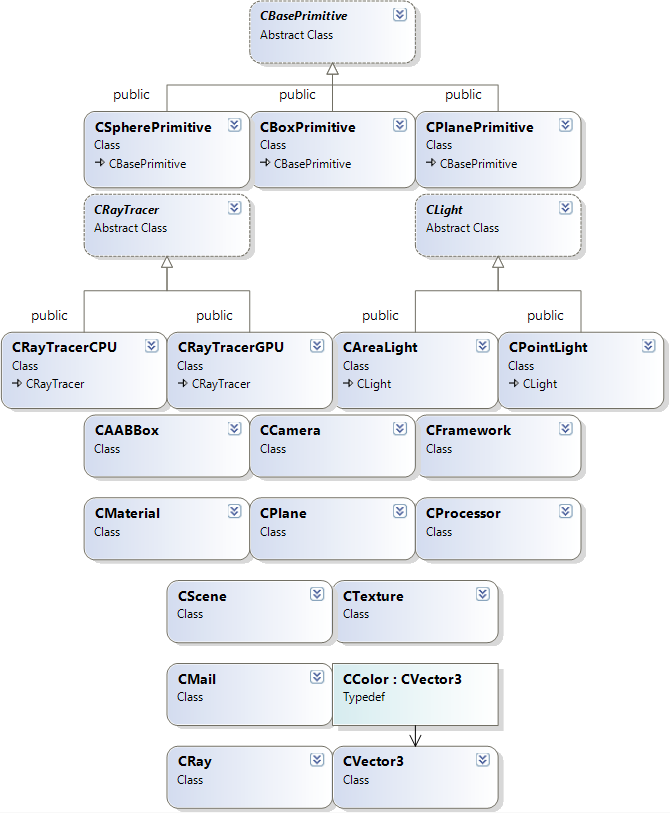 CBasePrimitive
Abstract Class
public
public
public
CSpherePrimitive
Class
CBasePrimitive
CBoxPrimitive
Class
CBasePrimitive
CPlanePrimitive
Class
CBasePrimitive
CRayTracer
Abstract Class
CLight
Abstract Class
public
public
public
public
CRayTracerCPU
Class
CRayTracer
CRayTracerGPU
Class
CRayTracer
CAreaLight
Class
CLight
CPointLight
Class
CLight
CAABBox
Class
CCamera
Class
CFramework
Class
CMaterial
Class
CPlane
Class
CProcessor
Class
CScene
Class
CTexture
Class
CMail
Class
CColor : CVector3
Typedef
CRay
Class
CVector3
Class